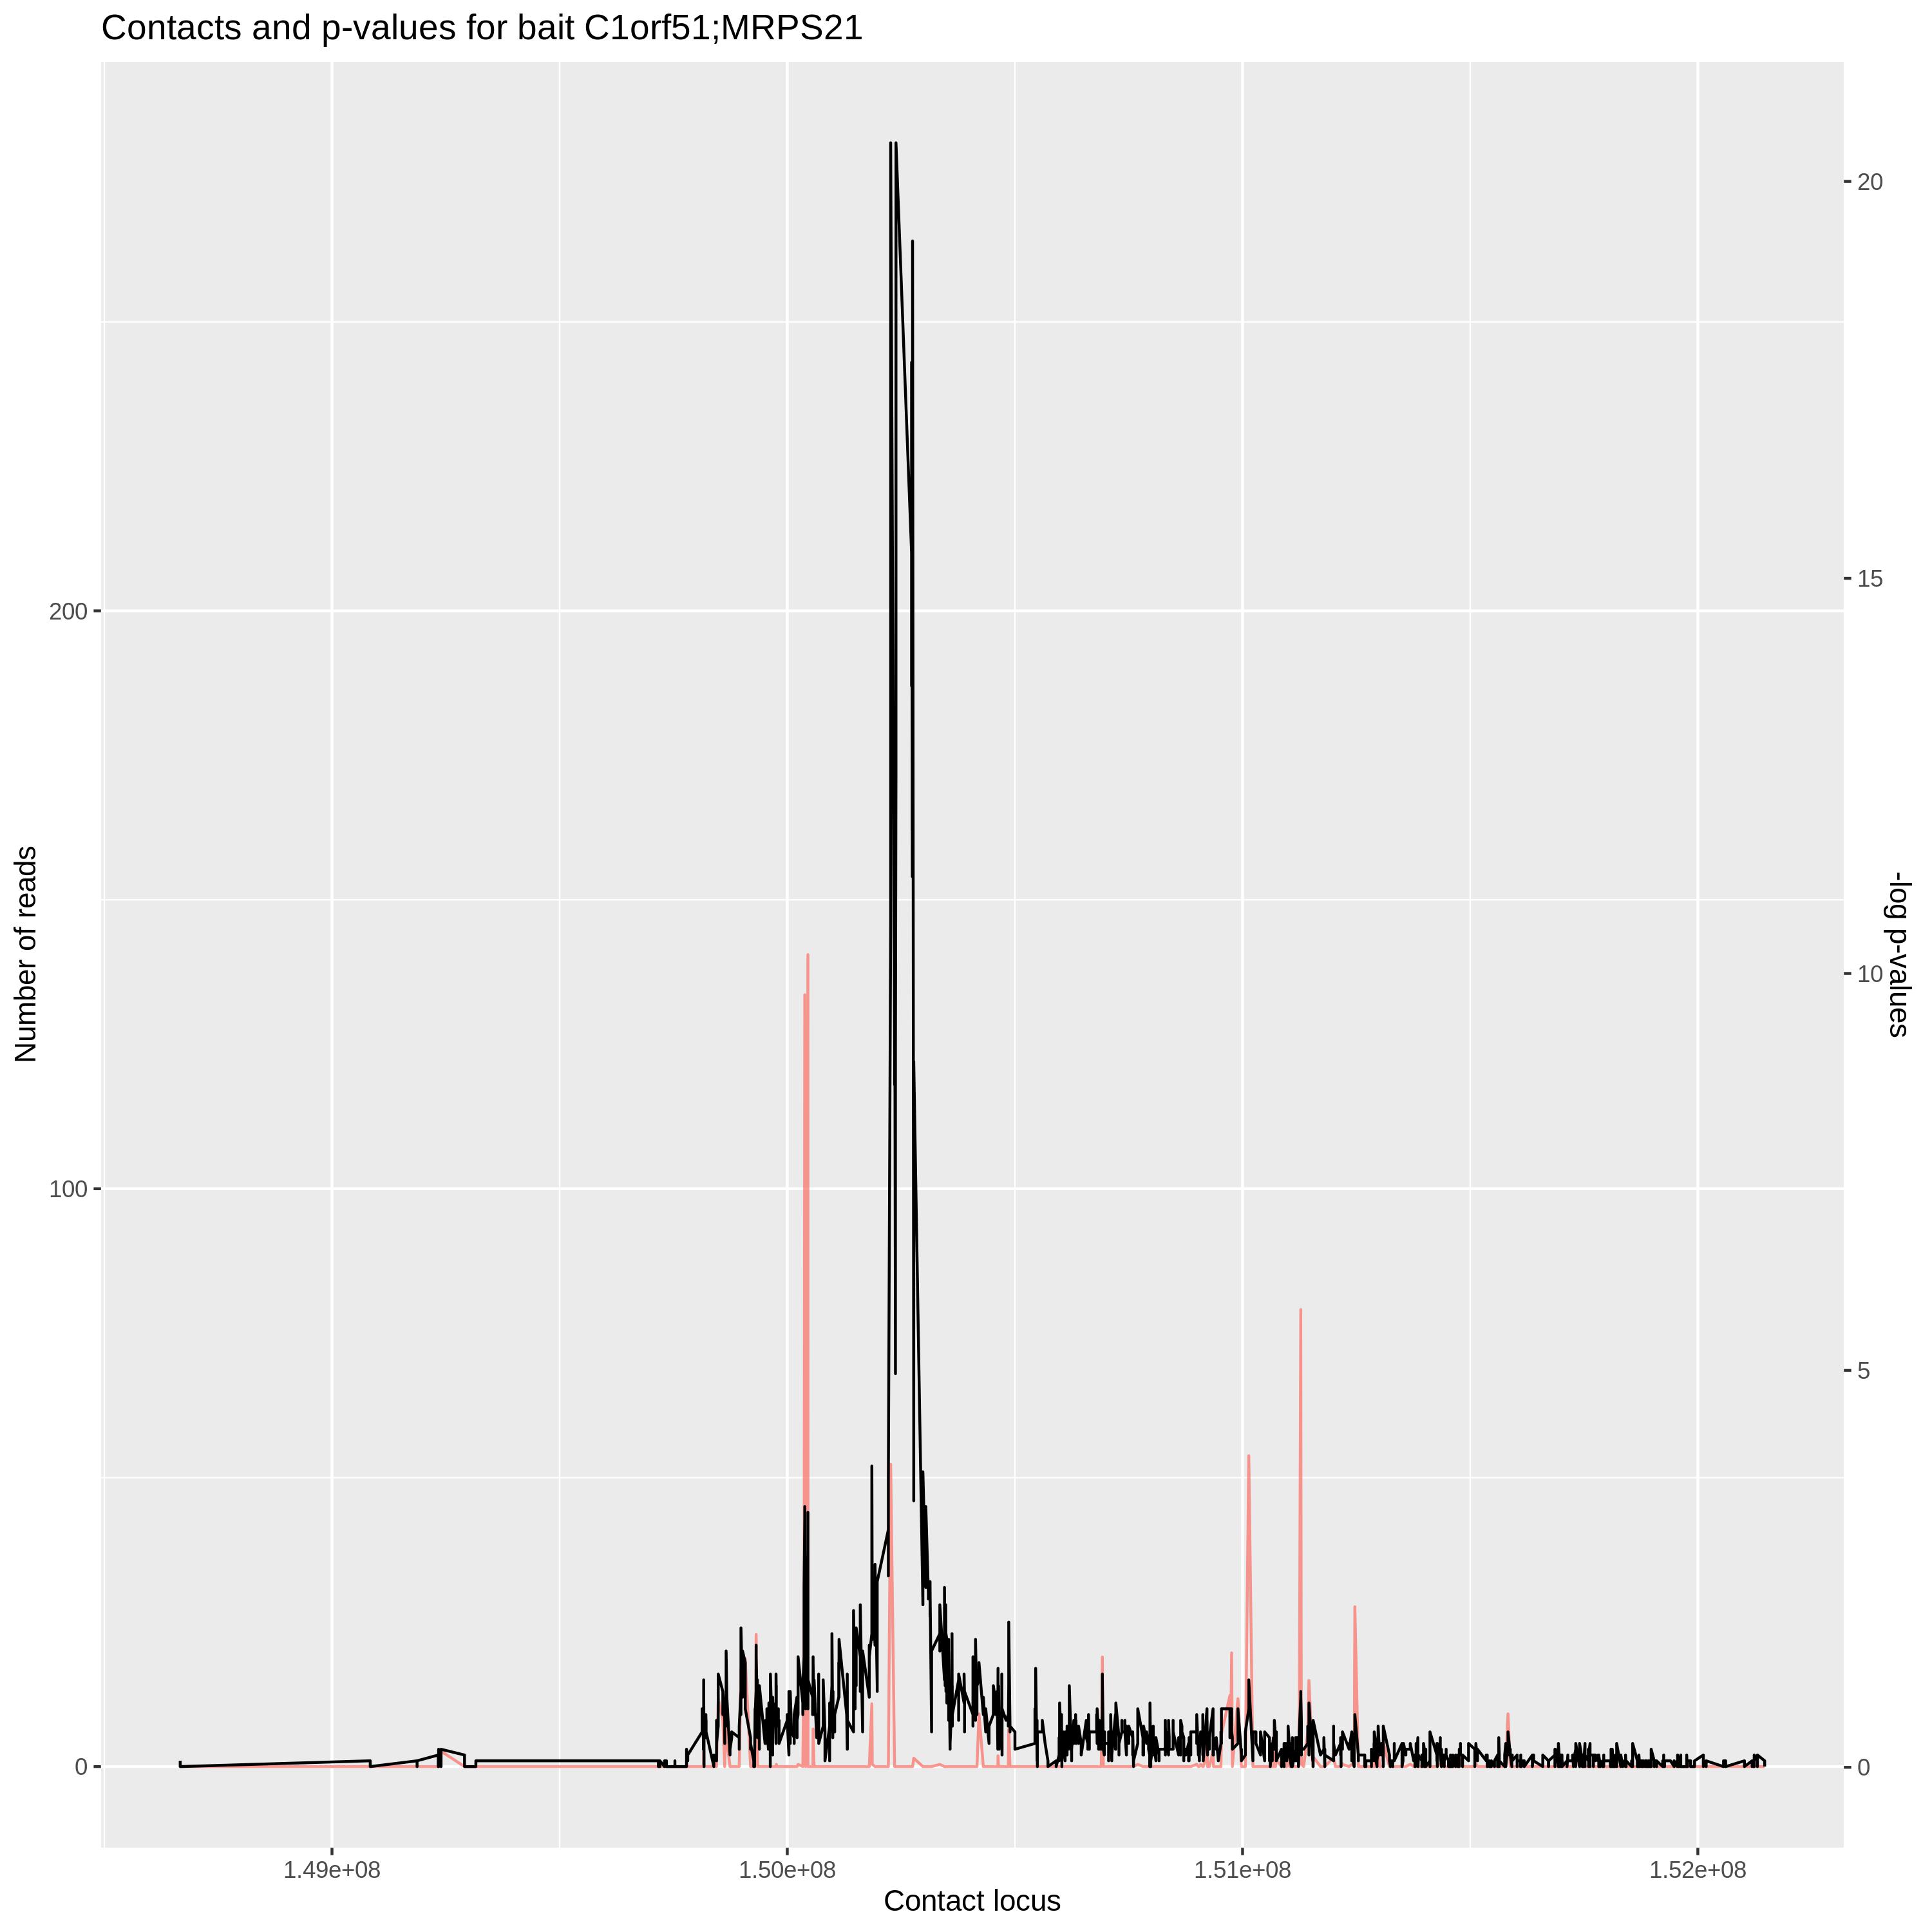 Contacts and p-values for bait C1orf51;MRPS21
Number of reads
200
100
0
20
15
10
5
0
-log p-values
1.49e+08
1.50e+08
1.51e+08
1.52e+08
Contact locus